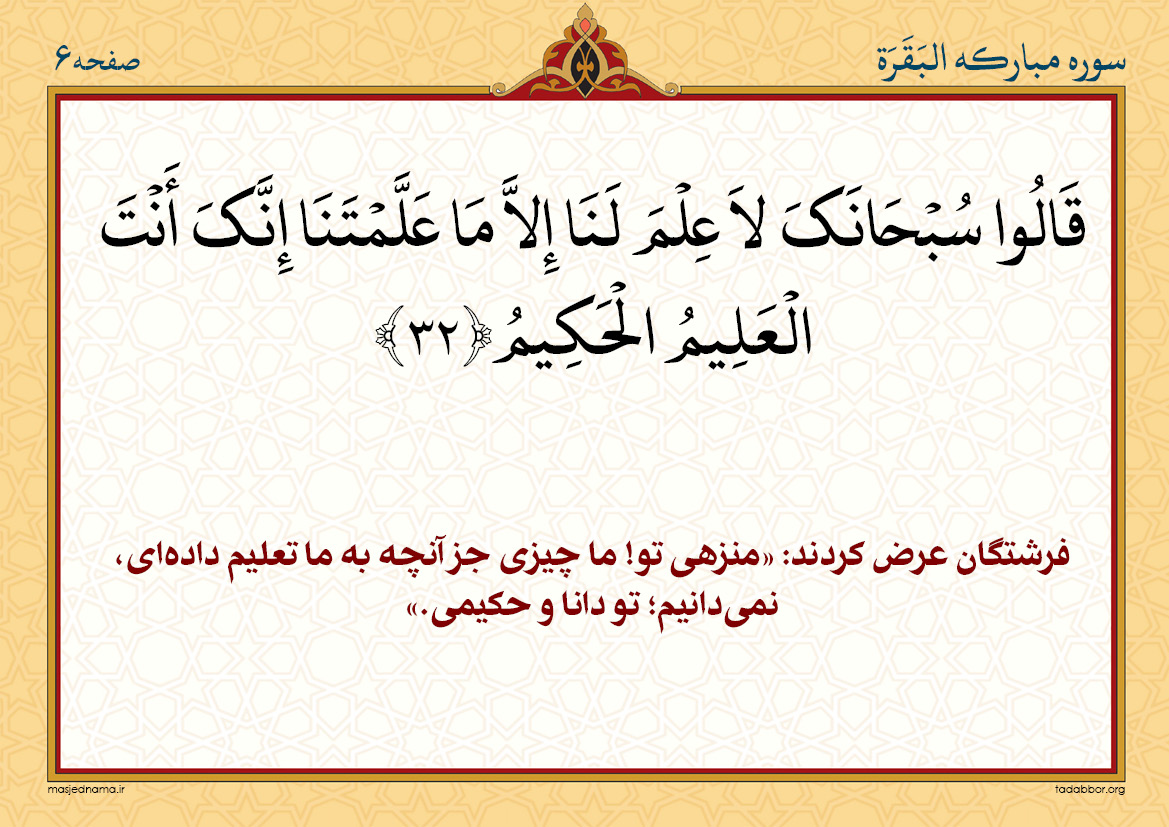 سوره مبارکه البَقَرَة
صفحه۶
قَالُوا سُبْحَانَکَ لاَ عِلْمَ لَنَا إِلاَّ مَا عَلَّمْتَنَا إِنَّکَ أَنْتَ
الْعَلِيمُ الْحَکِيمُ ﴿٣٢﴾
فرشتگان عرض کردند: «منزهی تو! ما چیزی جز آنچه به ما تعلیم داده‌ای،
نمی‌دانیم؛ تو دانا و حکیمی.»
masjednama.ir
tadabbor.org